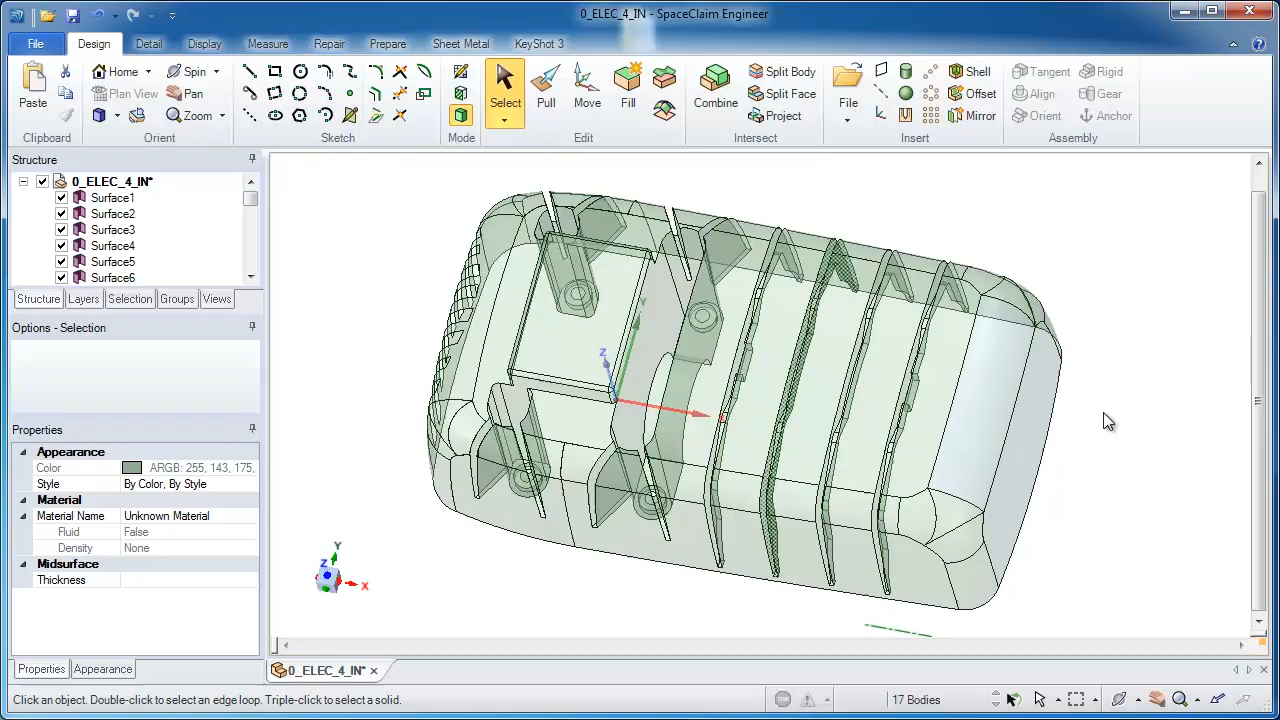 0_ELEC_4_IN - SpaceClaim Engineer
File Design Detail Display Measure Repair Prepare Sheet Metal KeyShot 3
Paste
Clipboard
Home Spin
Plan View Pan
Zoom
Orient
Sketch
Mode
Select Pull Move Fill
Edit
Combine
Split Body
Split Face
Project
Intersect
File
Shell
Offset
Mirror
Insert
Tangent Rigid
Align Gear
Orient Anchor
Assembly
Structure
0_ELEC_4_IN*
Surface1
Surface2
Surface3
Surface4
Surface5
Surface6
Structure Layers Selection Groups Views
Options - Selection
Properties
Appearance
Color ARGB: 255, 143, 175,
Style By Color, By Style
Material
Material Name Unknown Material
Fluid False
Density None
Midsurface
Thickness
Properties Appearance
Y
Z
X
Z
Y
0_ELEC_4_IN*
Click an object. Double-click to select an edge loop. Triple-click to select a solid.
17 Bodies